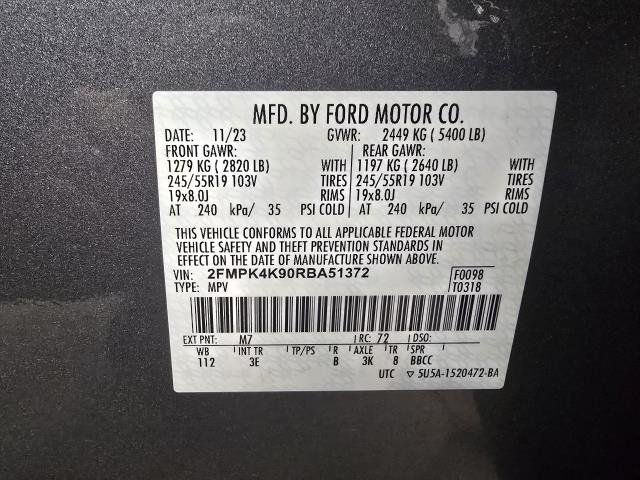 MFD. BY FORD MOTOR CO.
DATE: 11/23 GVWR: 2449 KG ( 5400 LB)
FRONT GAWR: REAR GAWR:
1279 KG ( 2820 LB) WITH 1197 KG ( 2640 LB) WITH
245/55R19 103V TIRES 245/55R19 103V TIRES
19x8.0J RIMS 19x8.0J RIMS
AT 240 kPa/ 35 PSI COLD AT 240 kPa/ 35 PSI COLD
THIS VEHICLE CONFORMS TO ALL APPLICABLE FEDERAL MOTOR
VEHICLE SAFETY AND THEFT PREVENTION STANDARDS IN
EFFECT ON THE DATE OF MANUFACTURE SHOWN ABOVE.
VIN: 2FMPK4K90RBA51372 F0098
TYPE: MPV T0318
EXT PNT: M7 RC: 72 DSO:
WB INT TR TP/PS R AXLE TR SPR
112 3E B 3K 8 BBCC
UTC ▽ 5U5A-1520472-BA